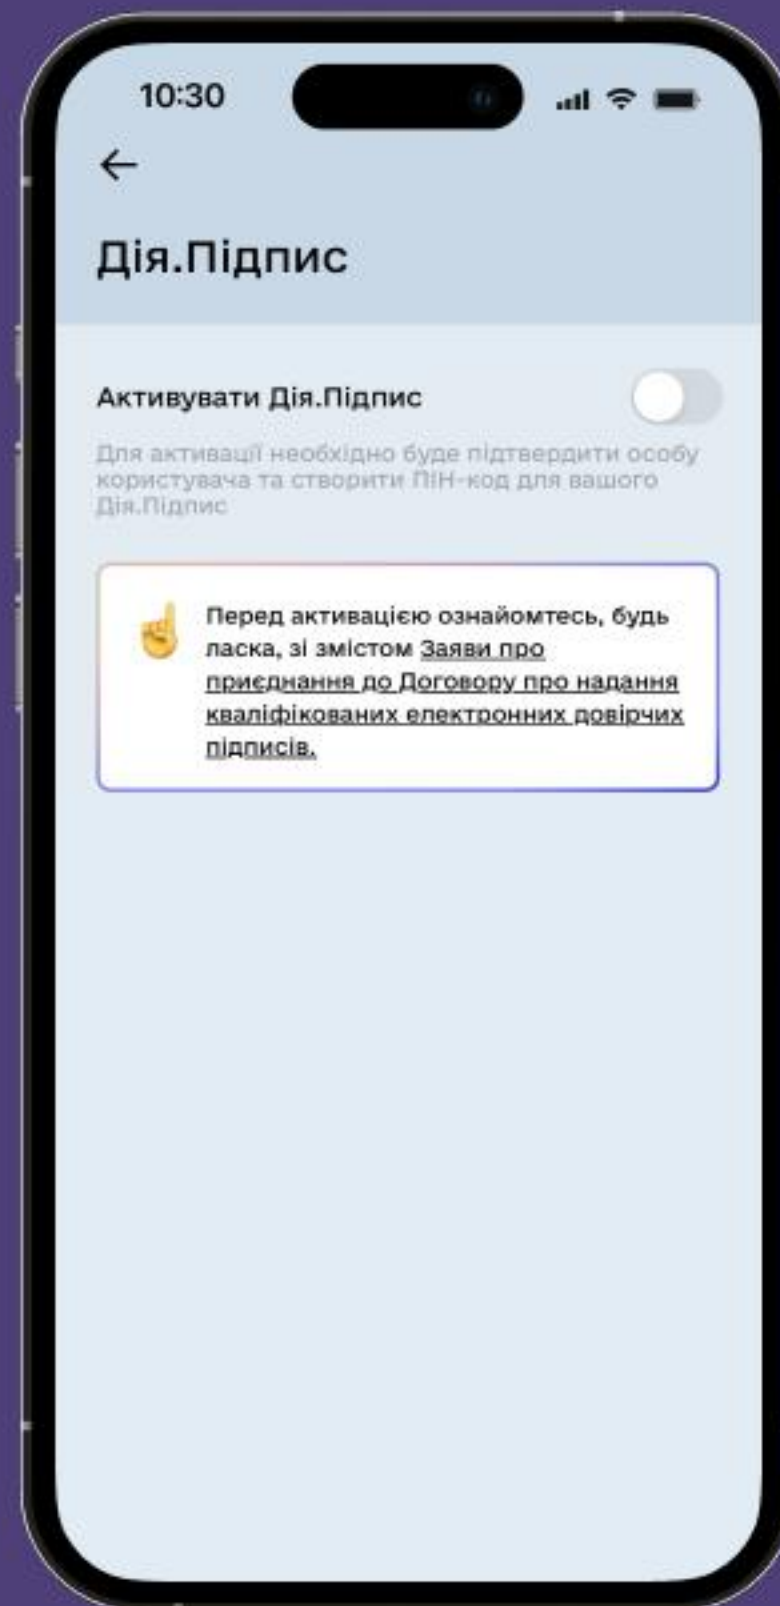 10:30
Дія.Підпис
Активувати Дія.Підпис
Для активації необхідно буде підтвердити особу
користувача та створити ПІН-код для вашого
Дія.Підпис
Перед активацією ознайомтесь, будь
ласка, зі змістом Заяви про
приєднання до Договору про надання
кваліфікованих електронних довірчих
підписів.